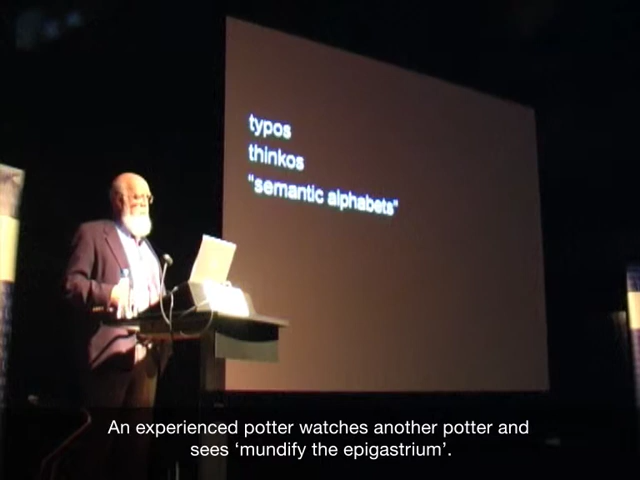 typos
thinkos
"semantic alphabets"
An experienced potter watches another potter and
sees ‘mundify the epigastrium’.